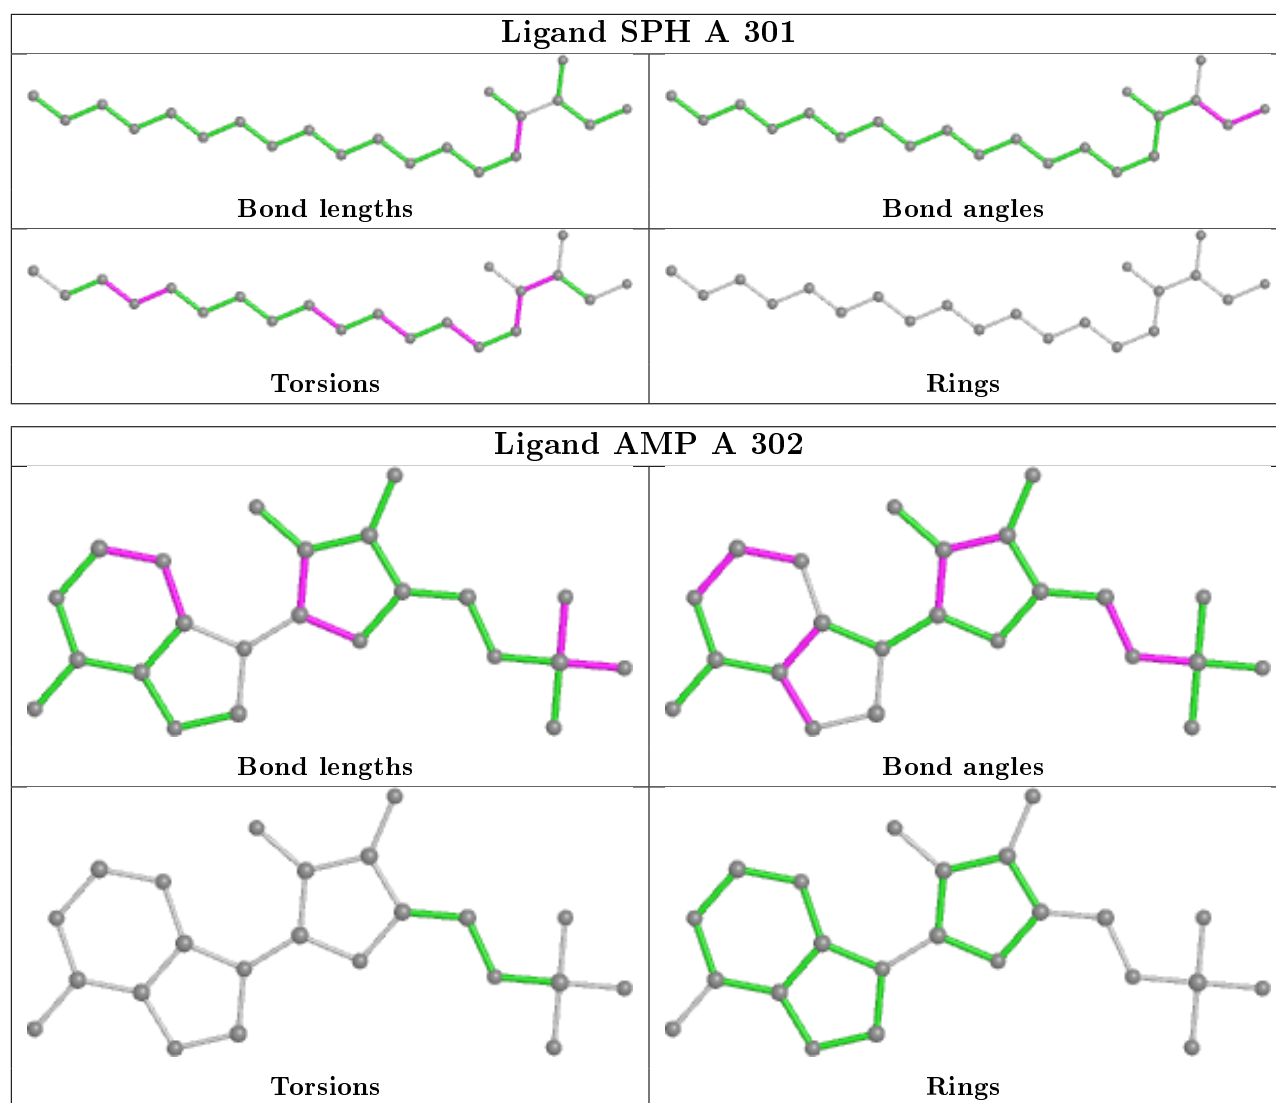 Ligand SPH A 301
Bond lengths
Bond angles
Torsions
Rings
Ligand AMP A 302
Bond lengths
Bond angles
Torsions
Rings